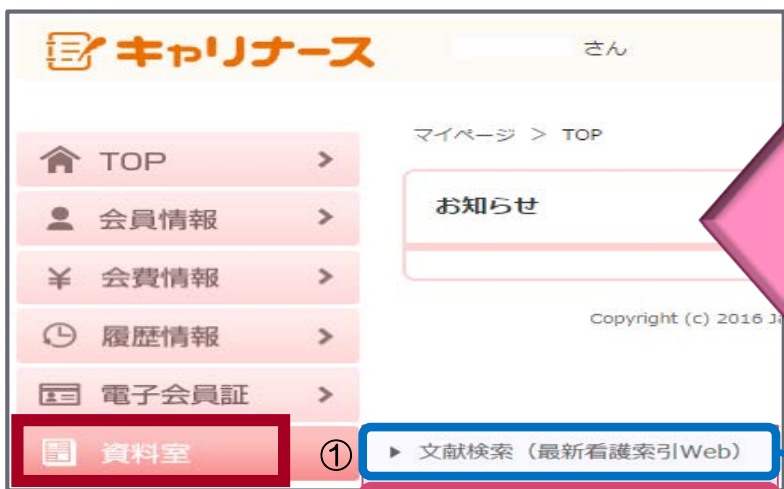 キャリナース
さん
マイページ > TOP
TOP
会員情報
お知らせ
会費情報
履歴情報
Copyright (c) 2016
電子会員証
資料室
① 文献検索（最新看護索引Web）